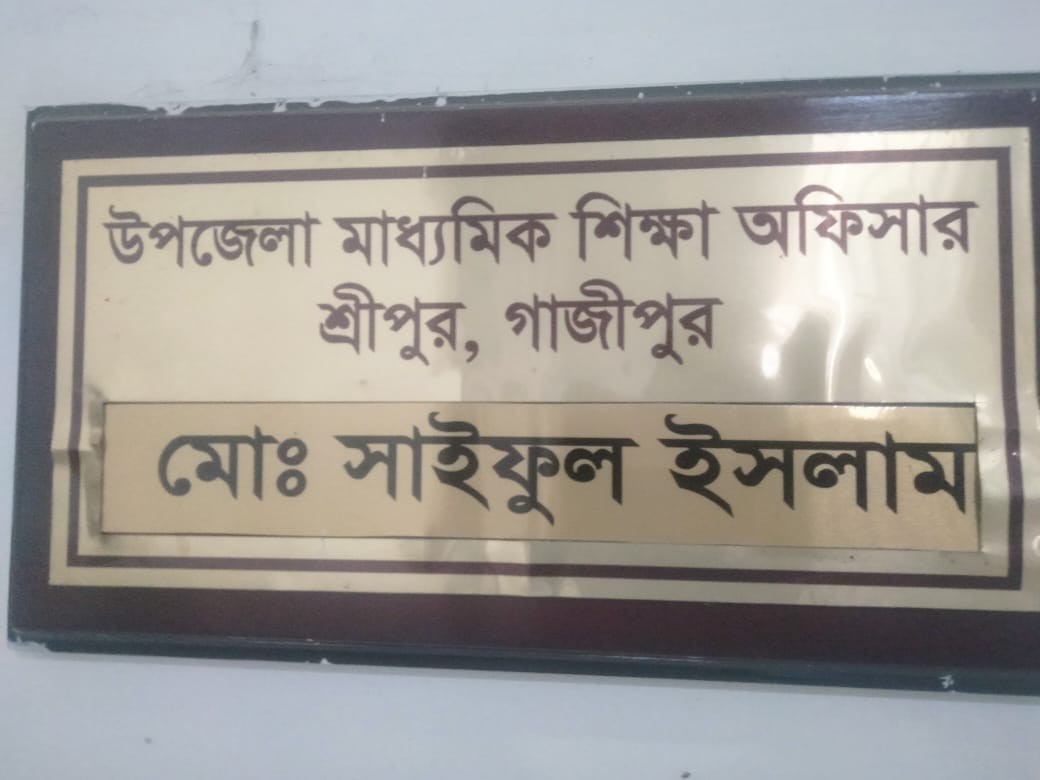 উপজেলা মাধ্যমিক শিক্ষা অফিসার
শ্রীপুর, গাজীপুর
মোঃ সাইফুল ইসলাম